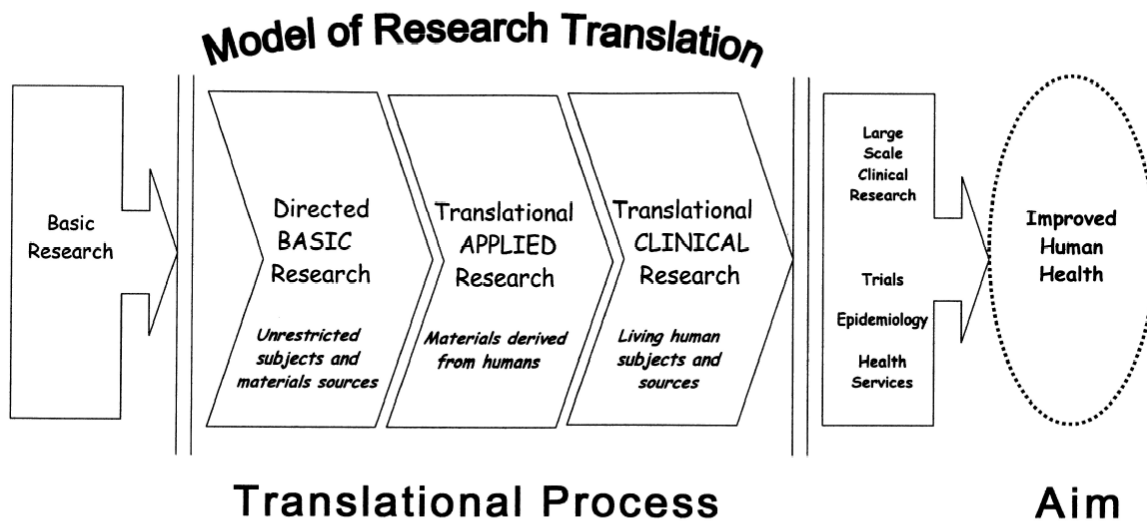 Model of Research Translation
Basic
Research
Directed
BASIC
Research
Unrestricted
subjects and
materials sources
Translational
APPLIED
Research
Materials derived
from humans
Translational
CLINICAL
Research
Living human
subjects and
sources
Large
Scale
Clinical
Research
Trials
Epidemiology
Health
Services
Improved
Human
Health
Translational Process
Aim